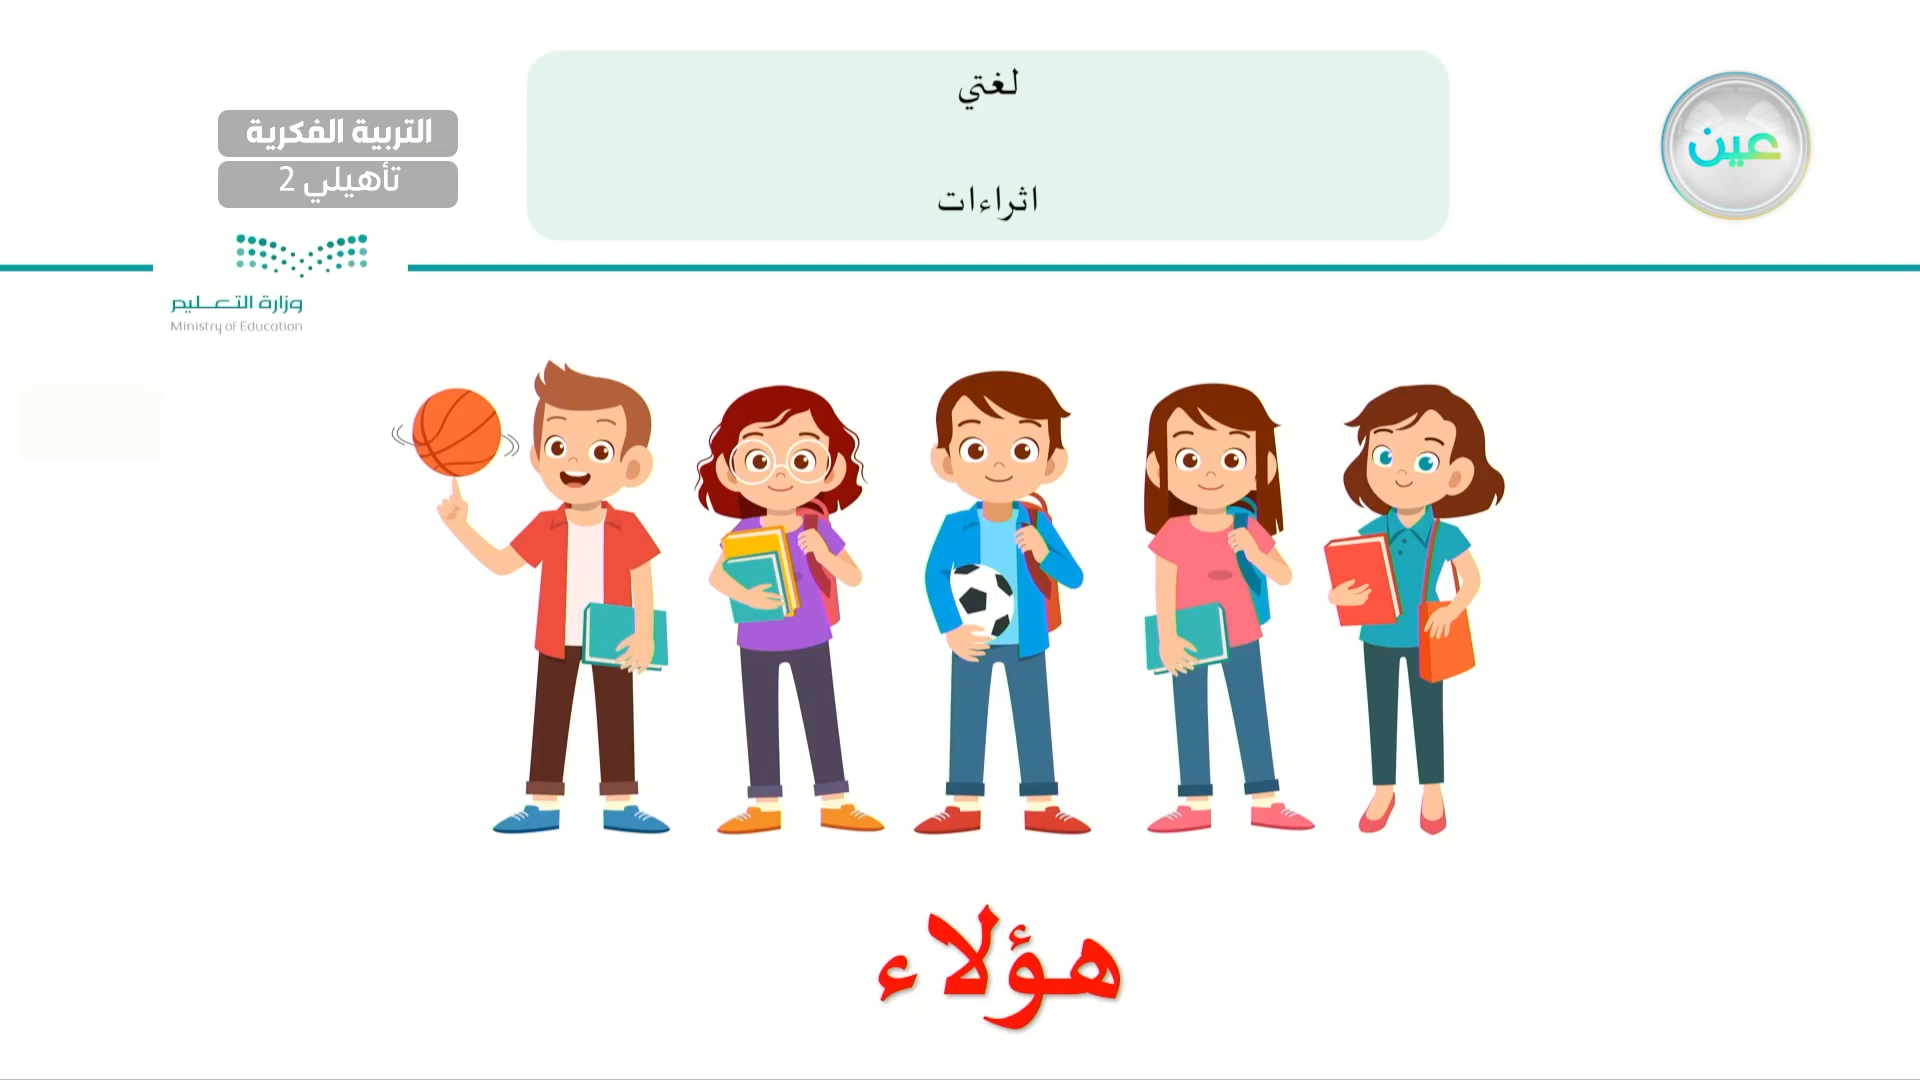 لغتي
اثراءات
عين
التربية الفكرية
تأهيلي 2
وزارة التعليم
Ministry of Education
هؤلاء